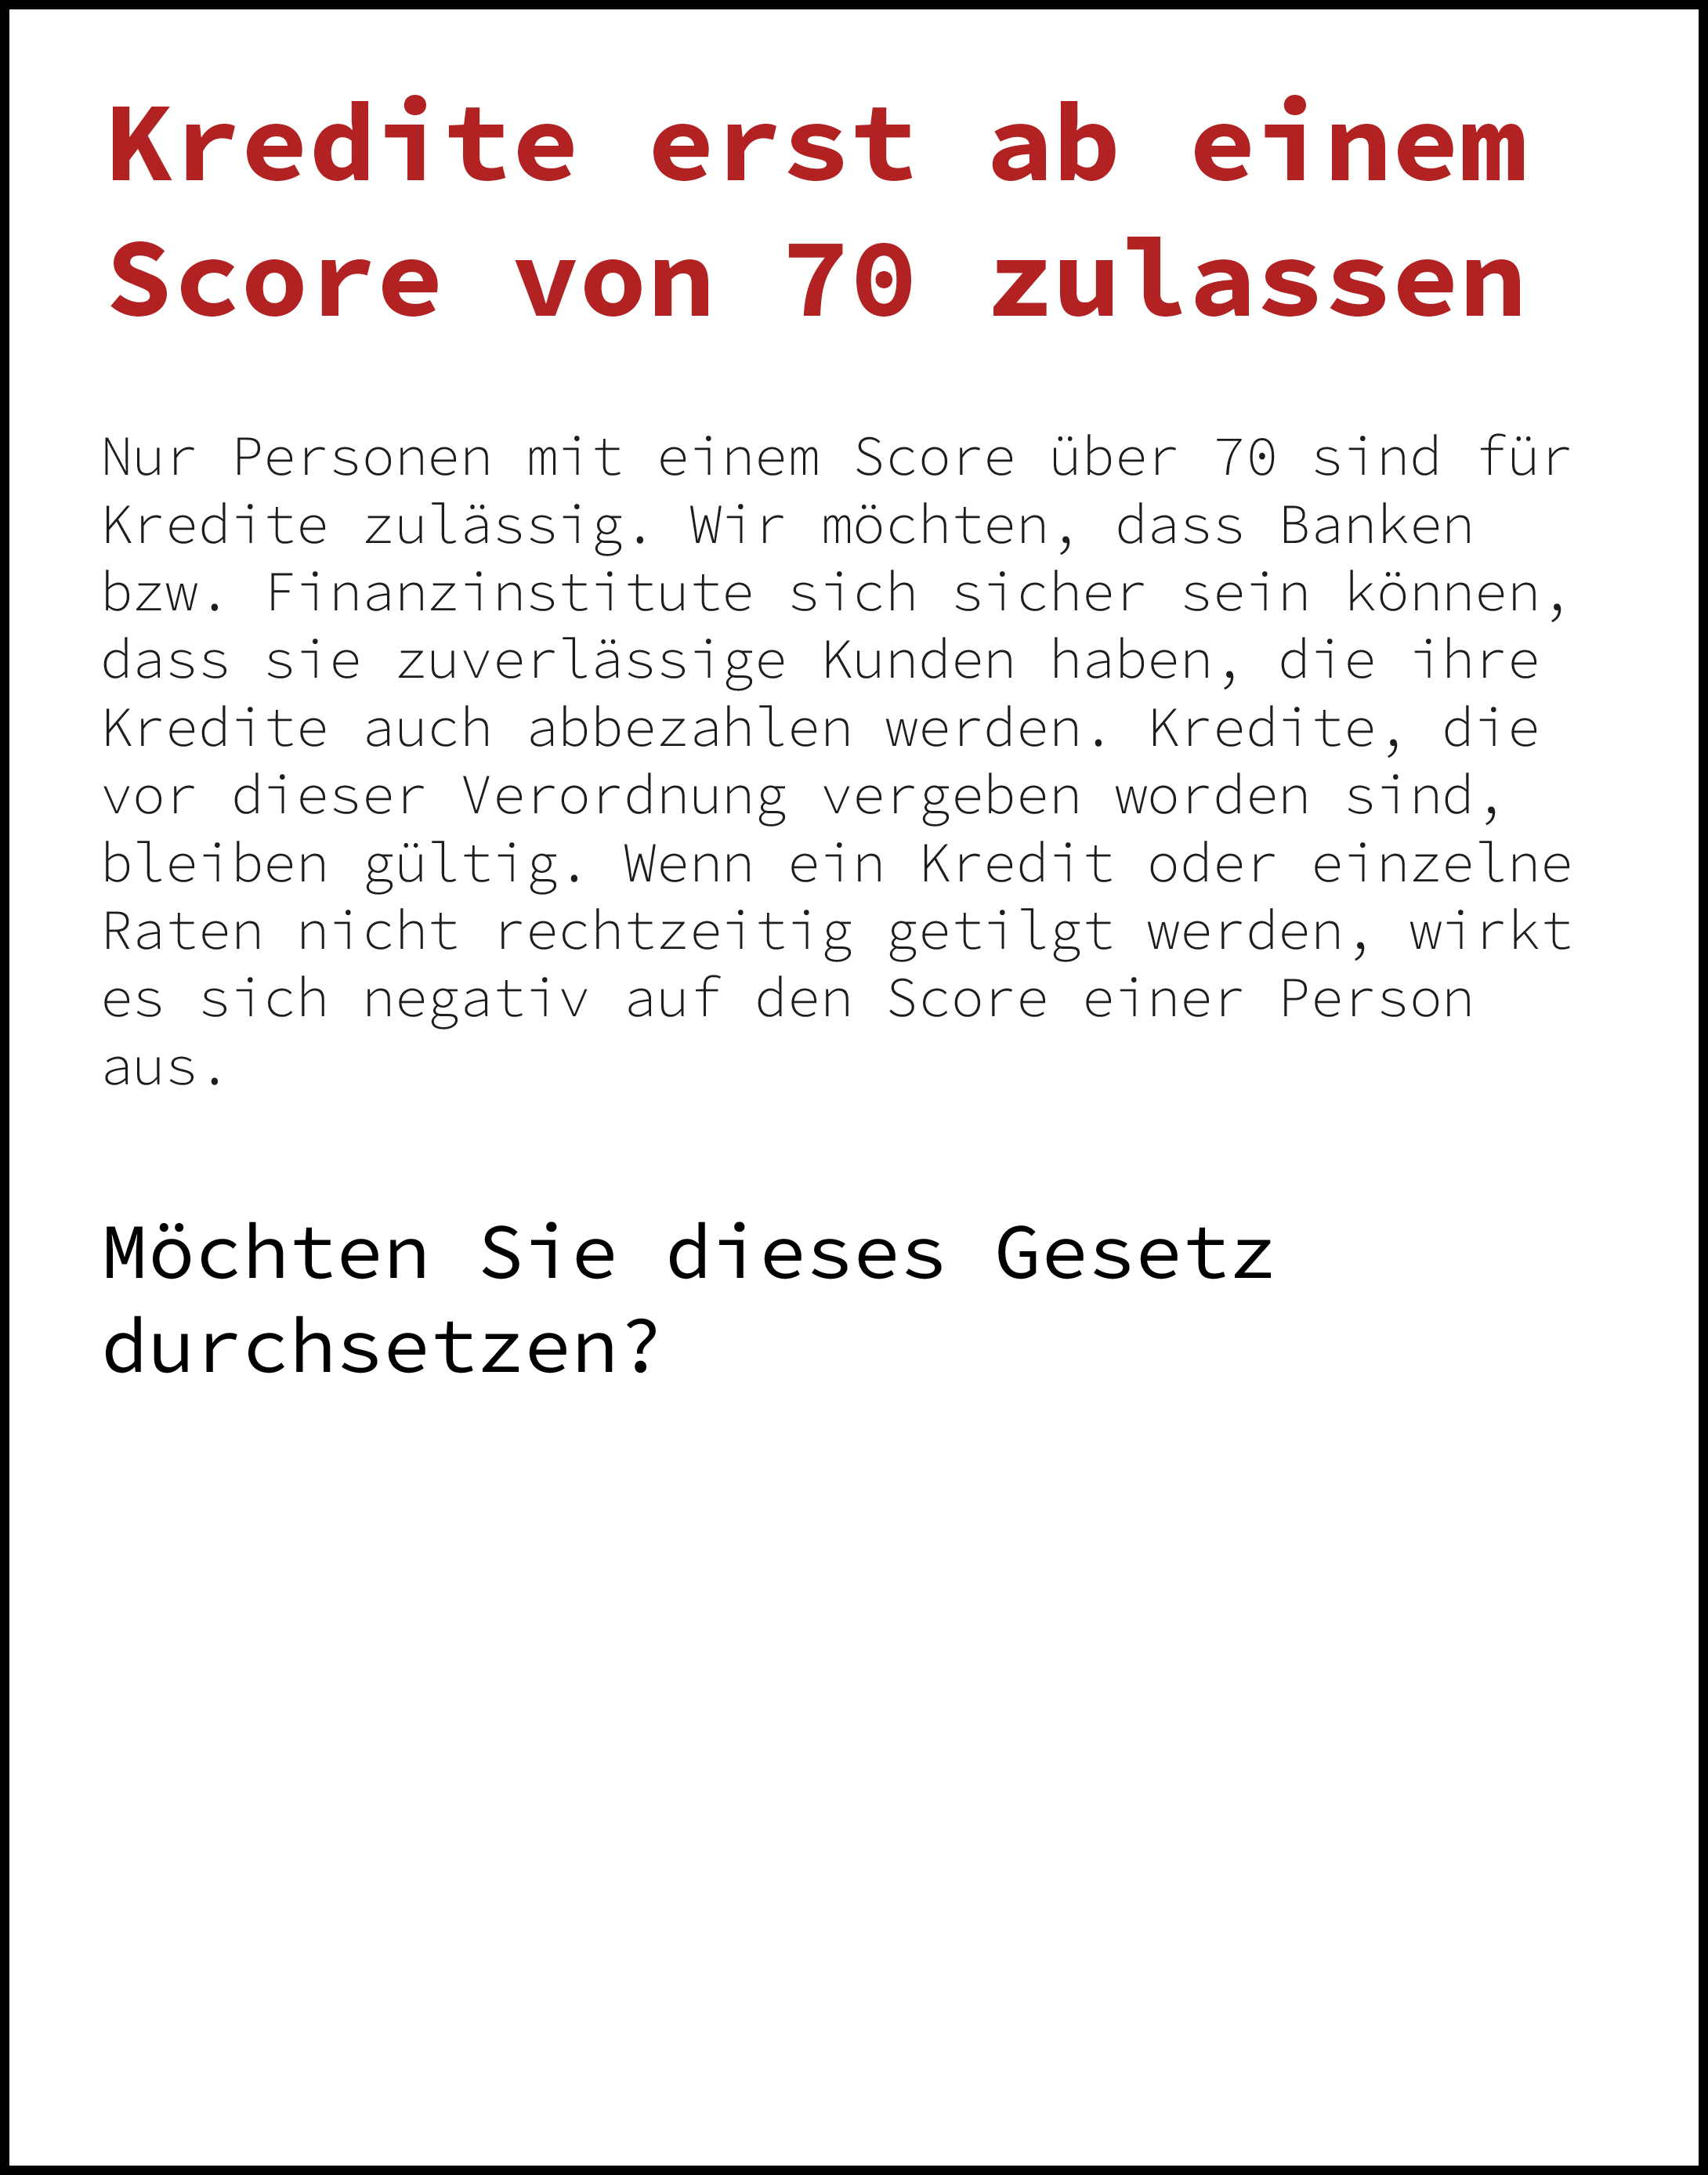 Kredite erst ab einem
Score von 70 zulassen
Nur Personen mit einem Score über 70 sind für
Kredite zulässig. Wir möchten, dass Banken
bzw. Finanzinstitute sich sicher sein können,
dass sie zuverlässige Kunden haben, die ihre
Kredite auch abbezahlen werden. Kredite, die
vor dieser Verordnung vergeben worden sind,
bleiben gültig. Wenn ein Kredit oder einzelne
Raten nicht rechtzeitig getilgt werden, wirkt
es sich negativ auf den Score einer Person
aus.
Möchten Sie dieses Gesetz
durchsetzen?